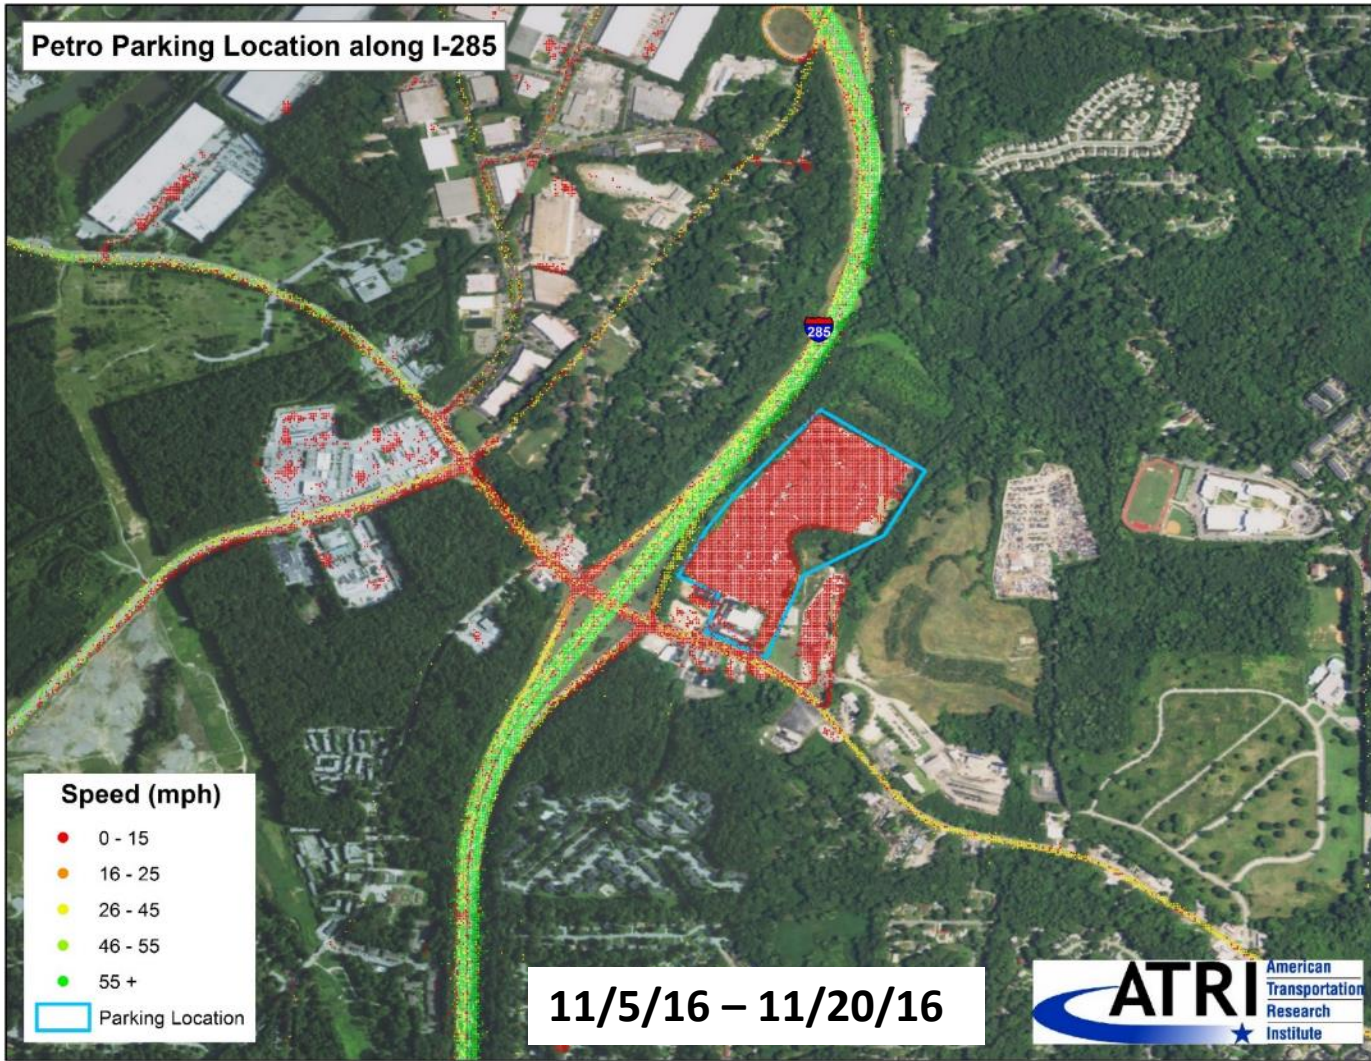 Petro Parking Location along I-285
285
Speed (mph)
0 - 15
16 - 25
26 - 45
46 - 55
55 +
Parking Location
11/5/16 – 11/20/16
ATRI
American
Transportation
Research
Institute